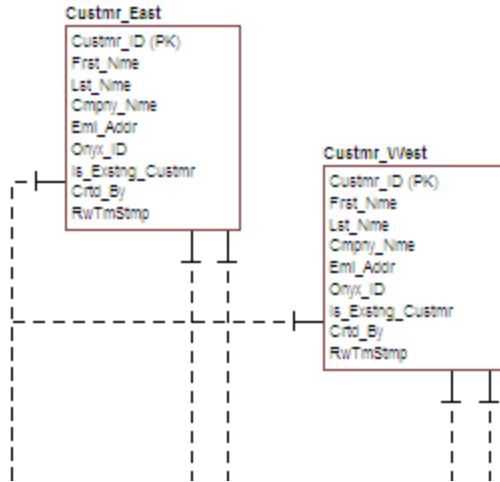 Custmr_East
Custmr_ID (PK)
Frst_Nme
Lst_Nme
Cmpny_Nme
Eml_Addr
Onyx_ID
Is_Exstng_Custmr
Crtd_By
RwTmStmp
Custmr_West
Custmr_ID (PK)
Frst_Nme
Lst_Nme
Cmpny_Nme
Eml_Addr
Onyx_ID
Is_Exstng_Custmr
Crtd_By
RwTmStmp